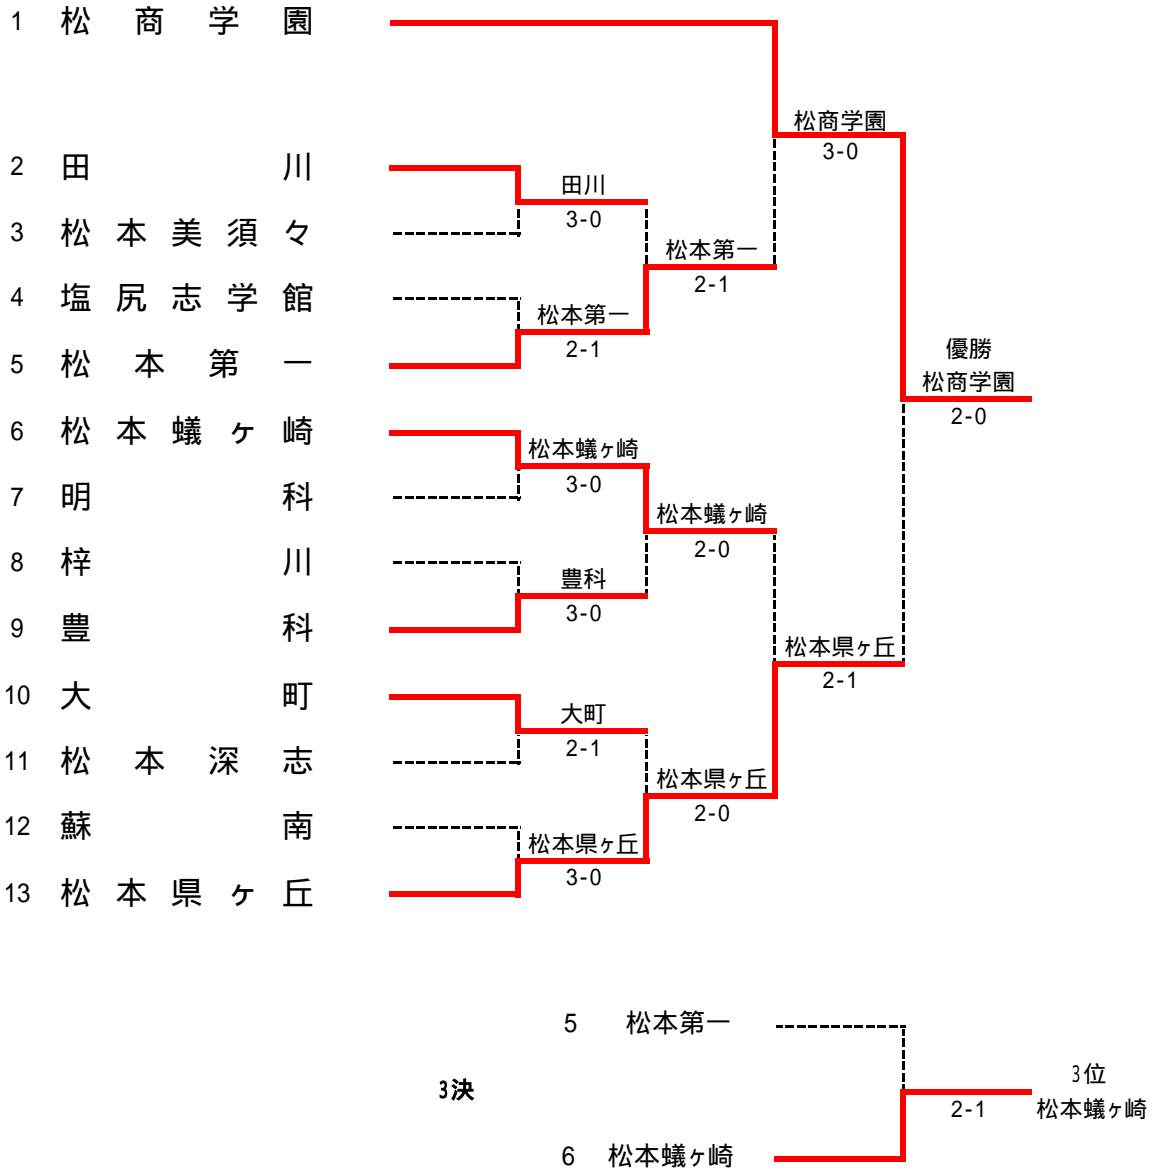 1 松商学園
松商学園
3-0
2 田川
田川
3-0
3 松本美須々
松本第一
2-1
4 塩尻志学館
松本第一
2-1
5 松本第一
優勝
松商学園
2-0
6 松本蟻ヶ崎
松本蟻ヶ崎
3-0
7 明科
松本蟻ヶ崎
2-0
8 梓川
豊科
3-0
9 豊科
松本県ヶ丘
2-1
10 大町
大町
2-1
11 松本深志
松本県ヶ丘
2-0
12 蘇南
松本県ヶ丘
3-0
13 松本県ヶ丘
5 松本第一
3決
3位
2-1 松本蟻ヶ崎
6 松本蟻ヶ崎